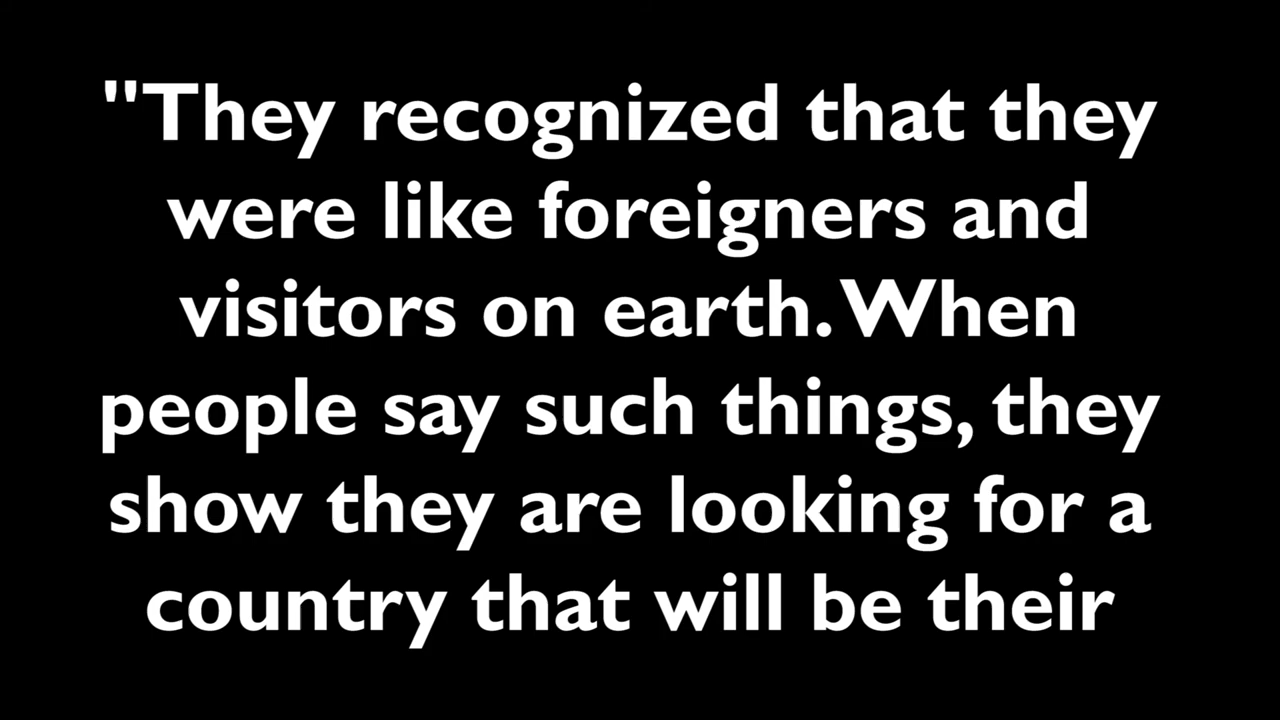 "They recognized that they
were like foreigners and
visitors on earth. When
people say such things, they
show they are looking for a
country that will be their